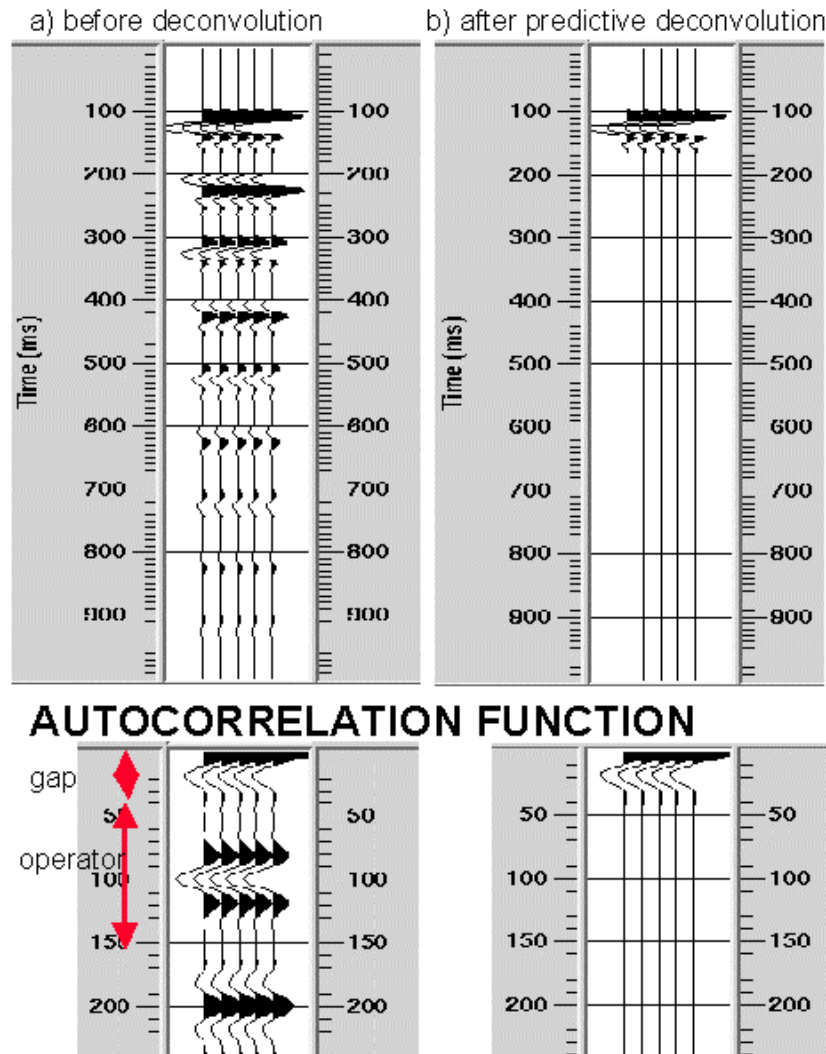 a) before deconvolution
b) after predictive deconvolution
100 100 100 100
200 200 200 200
300 300 300 300
400 400 400 400
500 500 500 500
600 600 600 600
700 700 700 700
800 800 800 800
900 900 900 900
Time (ms)
Time (ms)
AUTOCORRELATION FUNCTION
gap
50 50 50 50
operator
100 100 100 100
150 150 150 150
200 200 200 200